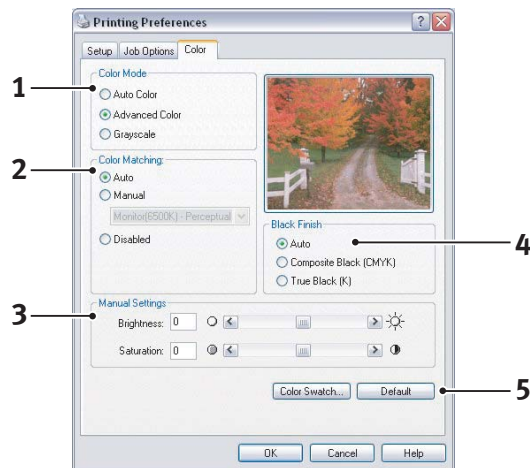 Printing Preferences
Setup Job Options Color
1
Color Mode
Auto Color
Advanced Color
Grayscale
2
Color Matching:
Auto
Manual
Monitor(6500K) - Perceptual
Disabled
Black Finish
Auto
Composite Black (CMYK)
True Black (K)
4
3
Manual Settings
Brightness: 0
Saturation: 0
Color Swatch... Default
5
OK Cancel Help